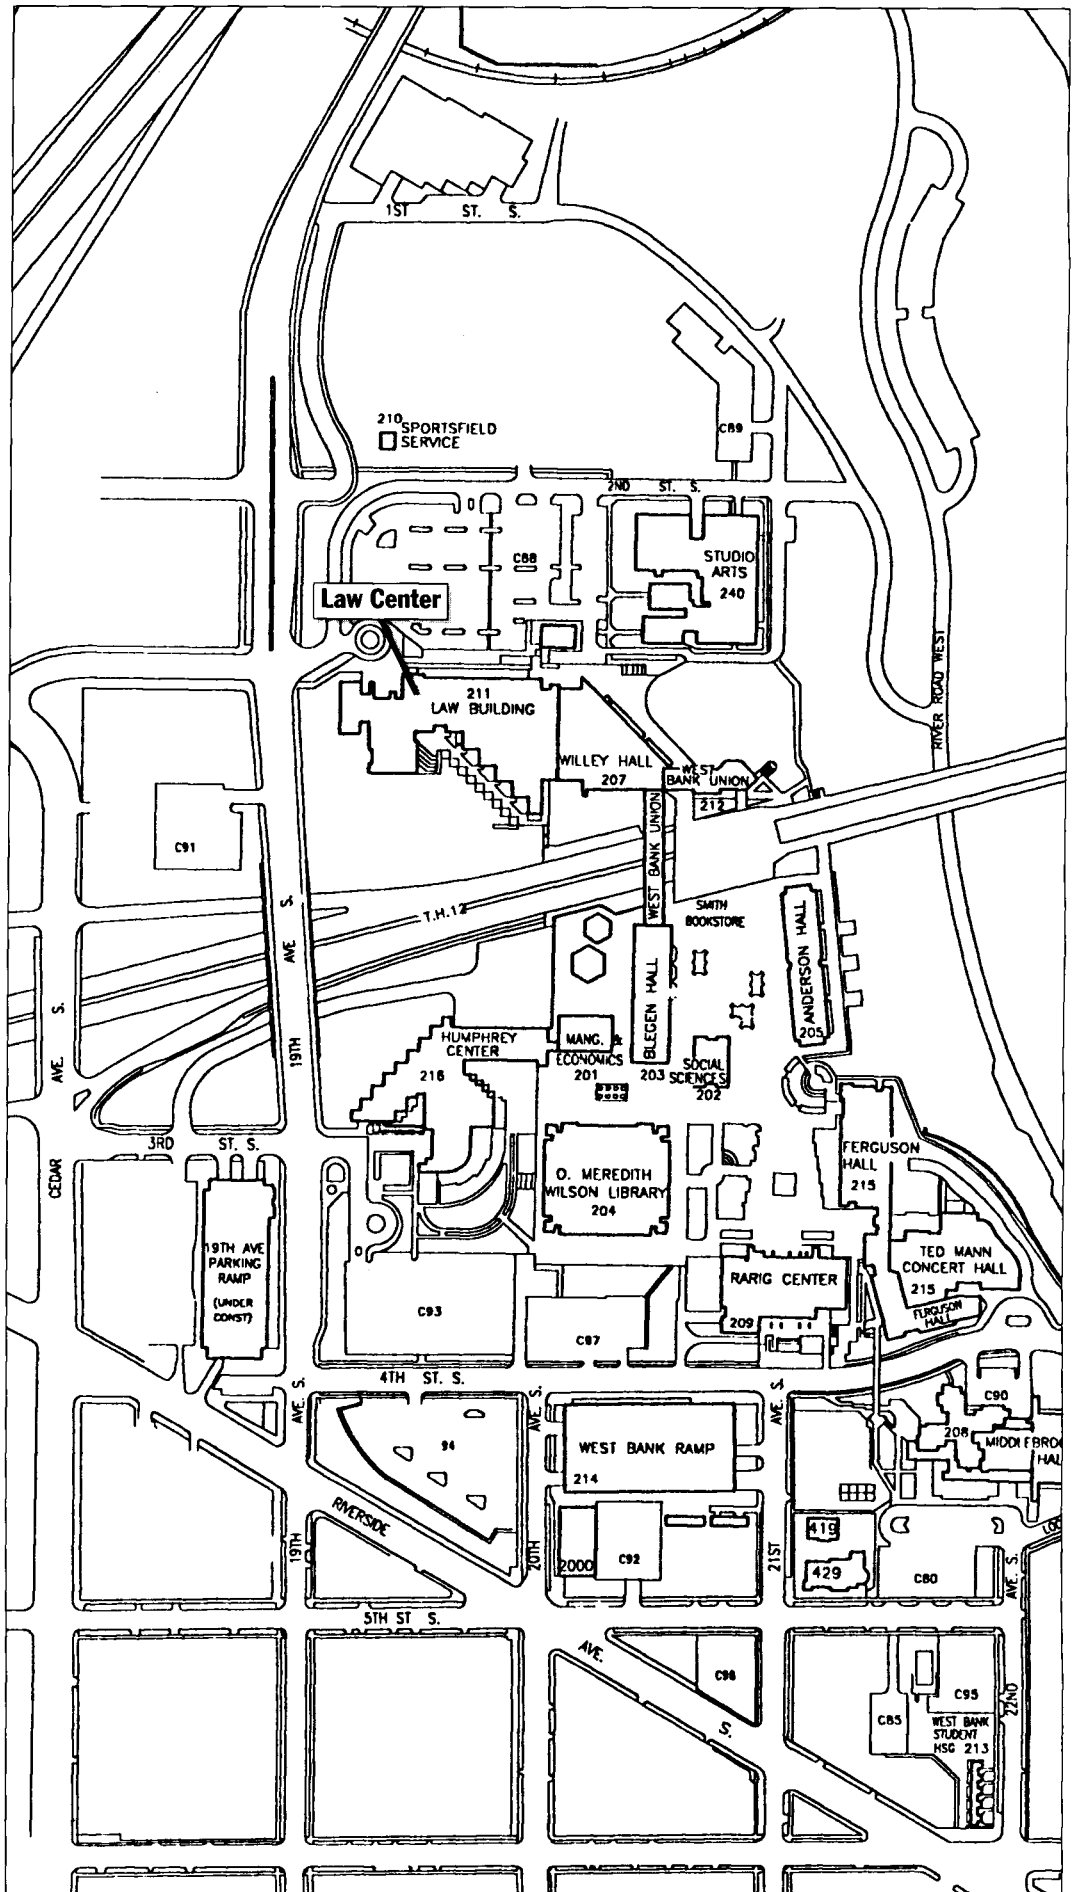 1ST ST. S.
210 SPORTSFIELD
SERVICE
C89
2ND ST. S.
C88
STUDIO
ARTS
240
Law Center
RIVER ROAD WEST
211
LAW BUILDING
WILLEY HALL
207
WEST
BANK UNION
212
C91
WEST BANK UNION
T.H.12
19TH AVE S.
SMITH
BOOKSTORE
ANDERSON HALL
205
BLEGEN HALL
203
HUMPHREY
CENTER
216
MANG. &
ECONOMICS
201
SOCIAL
SCIENCES
202
CEDAR AVE. S.
3RD ST. S.
FERGUSON
HALL
215
O. MEREDITH
WILSON LIBRARY
204
19TH AVE
PARKING
RAMP
(UNDER
CONST)
TED MANN
CONCERT HALL
215
FERGUSON
HALL
RARIG CENTER
209
C93
C97
4TH ST. S.
19TH AVE. S.
20TH AVE. S.
21ST AVE. S.
C90
208
MIDDLEBRO
HAL
94
WEST BANK RAMP
214
RIVERSIDE
419
429
2000
C92
C80
LOC
22ND AVE. S.
5TH ST S.
AVE. S.
C98
C85
C95
WEST BANK
STUDENT
HSG 213